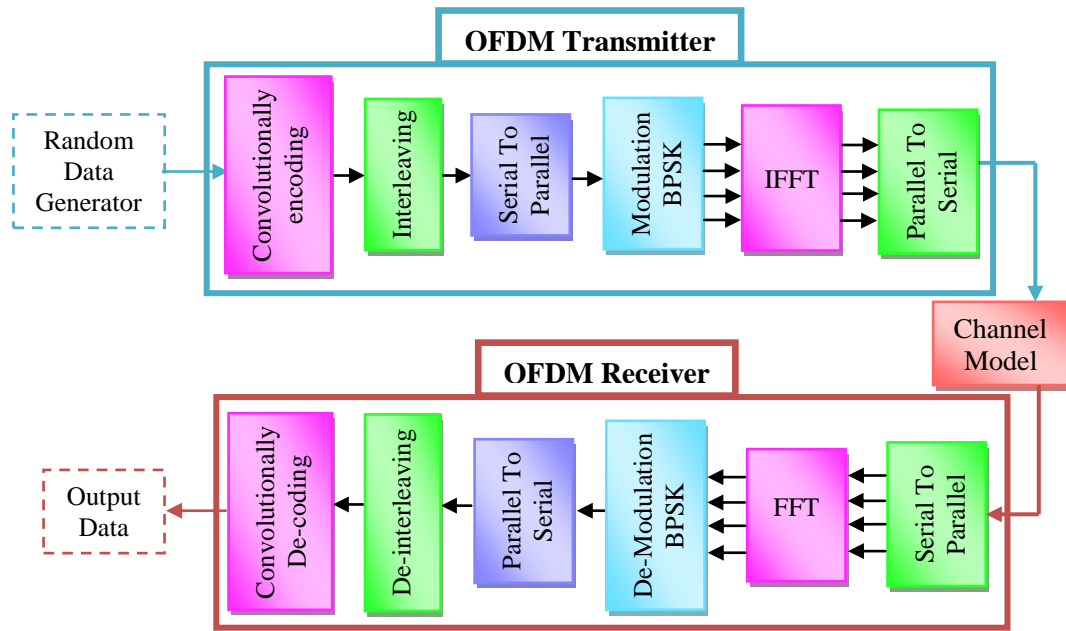 OFDM Transmitter
Random
Data
Generator
Convolutionally
encoding
Interleaving
Serial To
Parallel
Modulation
BPSK
IFFT
Parallel To
Serial
Channel
Model
OFDM Receiver
Output
Data
Convolutionally
De-coding
De-interleaving
Parallel To
Serial
De-Modulation
BPSK
FFT
Serial To
Parallel